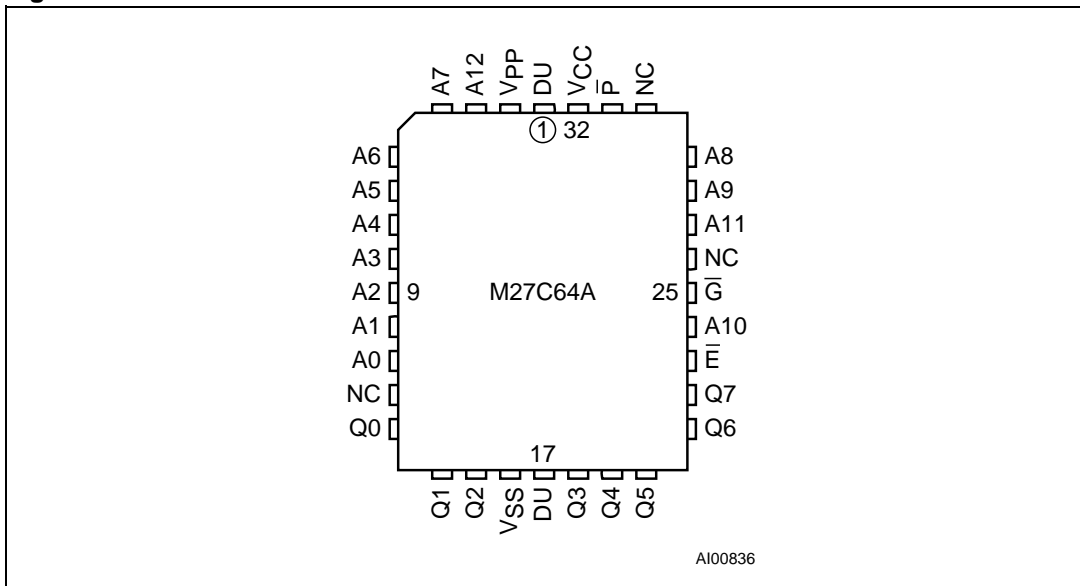 A7 A12 VPP DU VCC P̅ NC
① 32
A6 A8
A5 A9
A4 A11
A3 NC
A2 9 M27C64A 25 G̅
A1 A10
A0 E̅
NC Q7
Q0 Q6
17
Q1 Q2 VSS DU Q3 Q4 Q5
AI00836